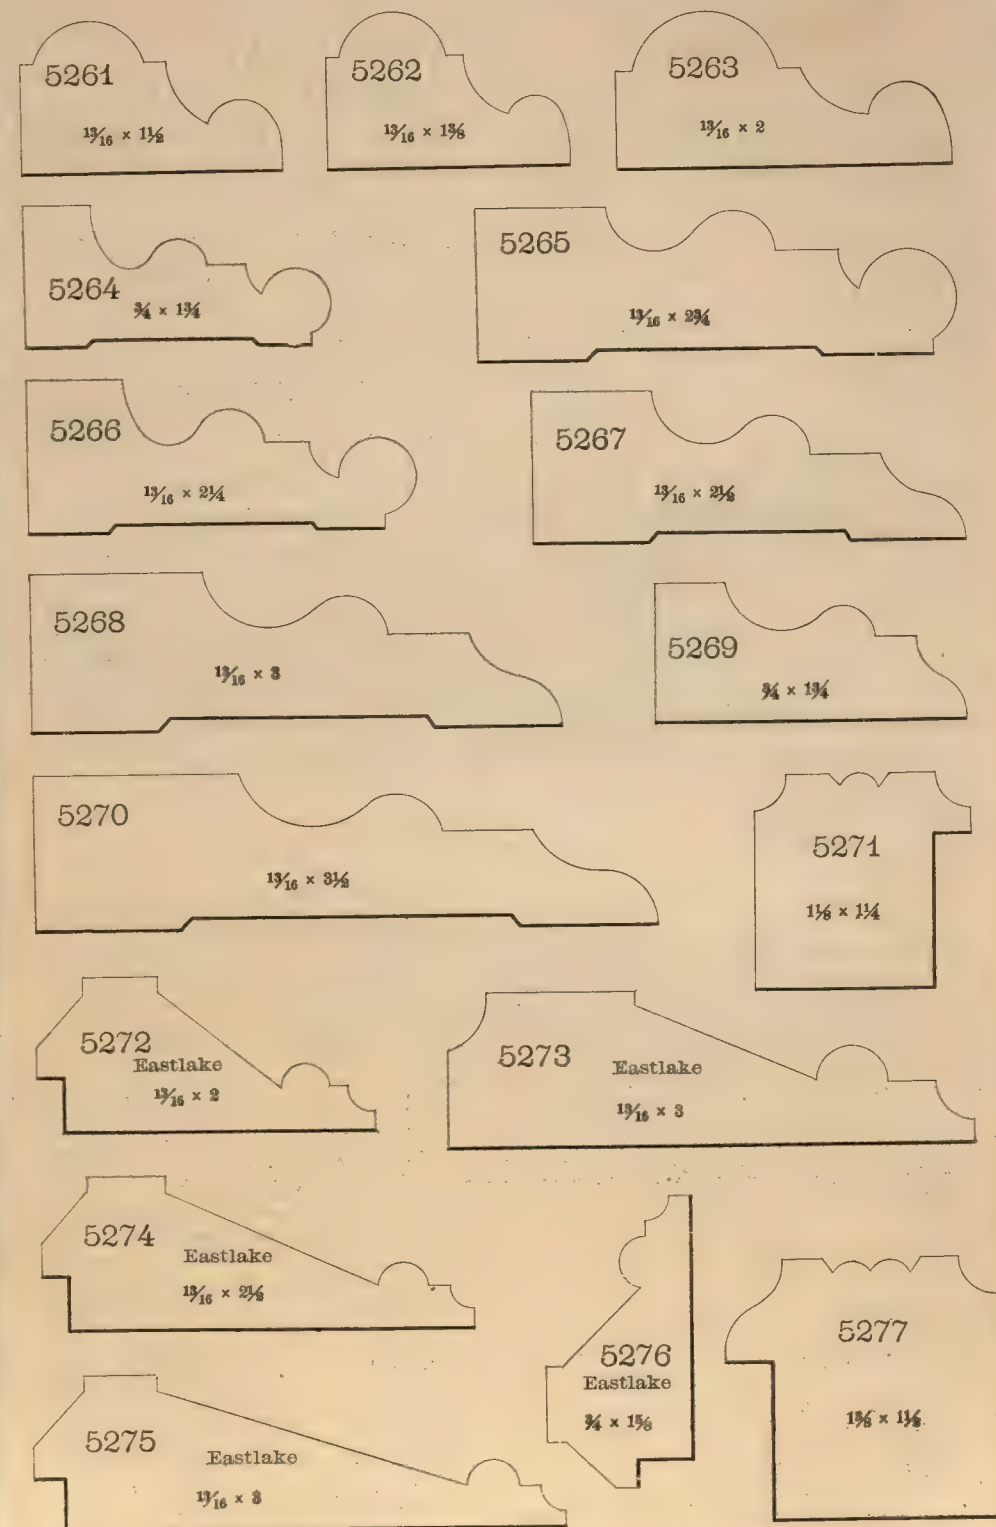 5261
13/16 × 1½
5262
13/16 × 1⅜
5263
13/16 × 2
5264
¾ × 1¾
5265
13/16 × 2¾
5266
13/16 × 2¼
5267
13/16 × 2½
5268
13/16 × 3
5269
¾ × 1¾
5270
13/16 × 3½
5271
1⅛ × 1¼
5272
Eastlake
13/16 × 2
5273
Eastlake
13/16 × 3
5274
Eastlake
13/16 × 2½
5275
Eastlake
13/16 × 3
5276
Eastlake
¾ × 1⅝
5277
1⅜ × 1½